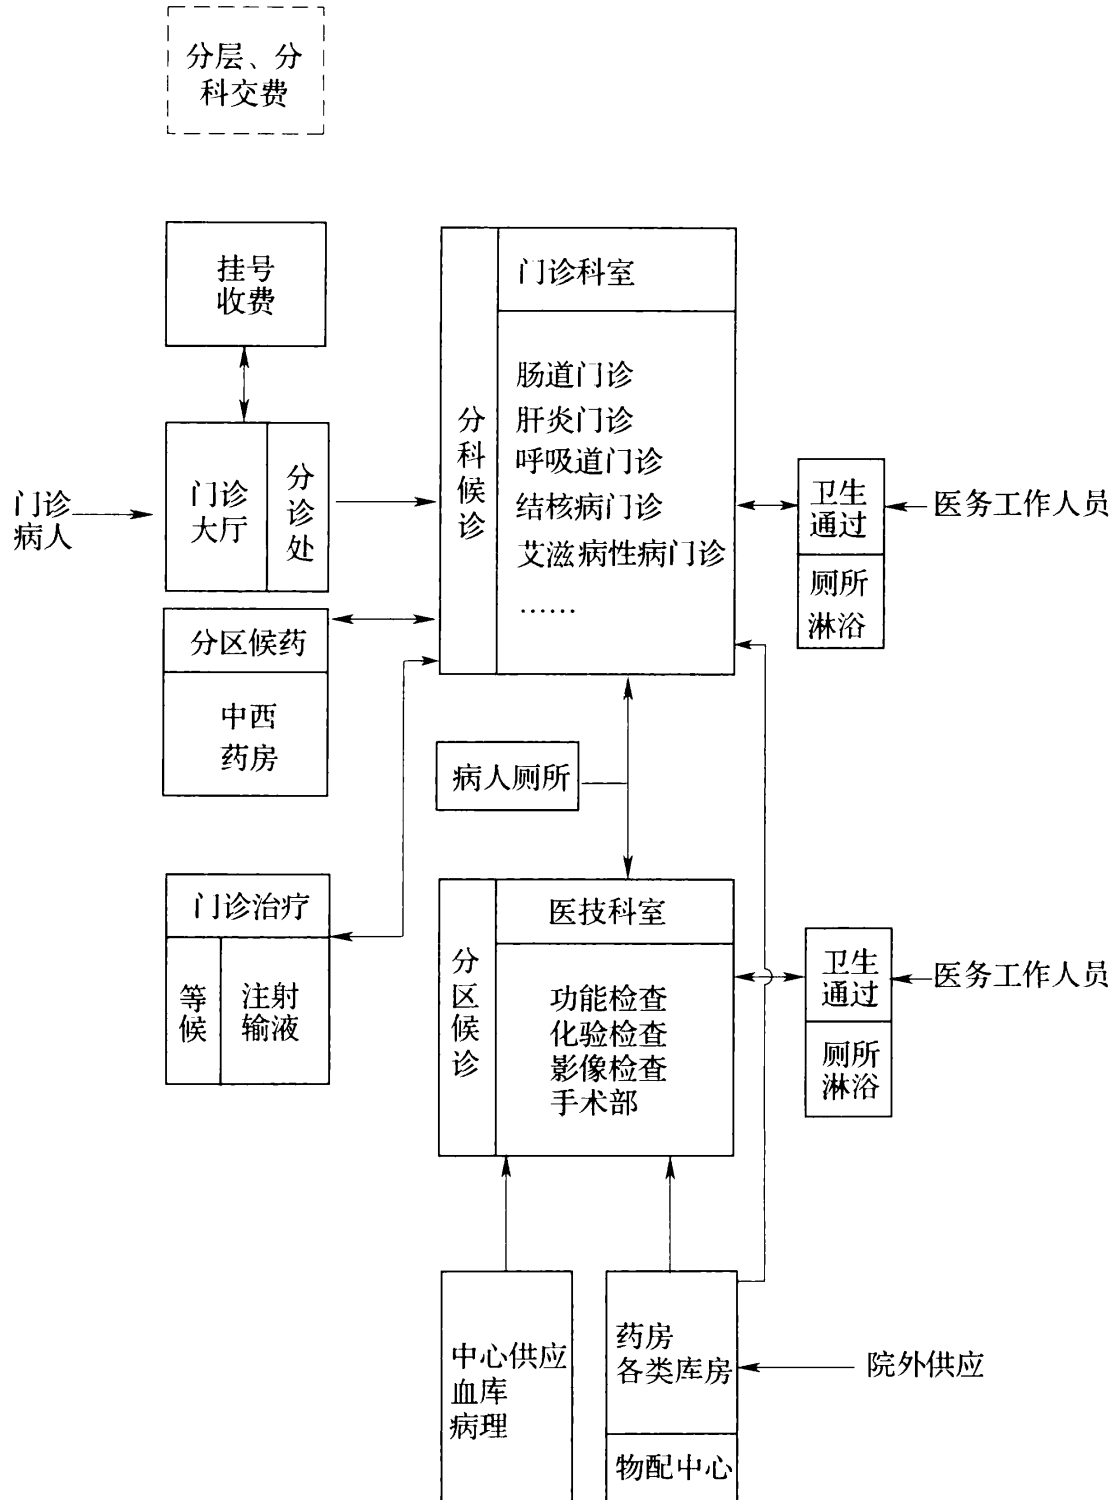 分层、分
科交费
挂号
收费
门诊
病人
门诊
大厅
分诊处
分区候药
中西
药房
门诊治疗
等候
注射
输液
分科候诊
门诊科室
肠道门诊
肝炎门诊
呼吸道门诊
结核病门诊
艾滋病性病门诊
……
卫生
通过
厕所
淋浴
医务工作人员
病人厕所
分区候诊
医技科室
功能检查
化验检查
影像检查
手术部
卫生
通过
厕所
淋浴
医务工作人员
中心供应
血库
病理
药房
各类库房
物配中心
院外供应